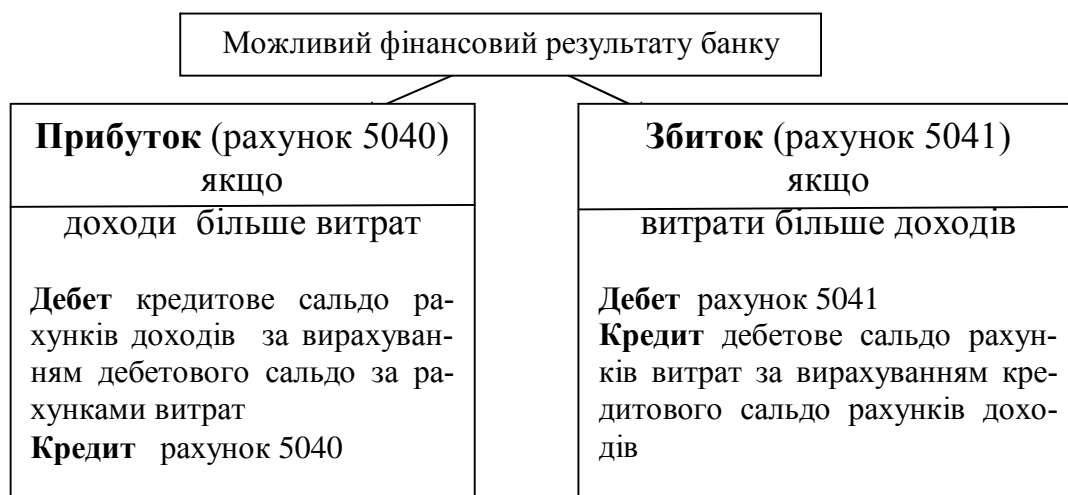 Можливий фінансовий результату банку
Прибуток (рахунок 5040)
якщо
доходи більше витрат
Дебет кредитове сальдо ра-
хунків доходів за вирахуван-
ням дебетового сальдо за ра-
хунками витрат
Кредит рахунок 5040
Збиток (рахунок 5041)
якщо
витрати більше доходів
Дебет рахунок 5041
Кредит дебетове сальдо рахун-
ків витрат за вирахуванням кре-
дитового сальдо рахунків дохо-
дів